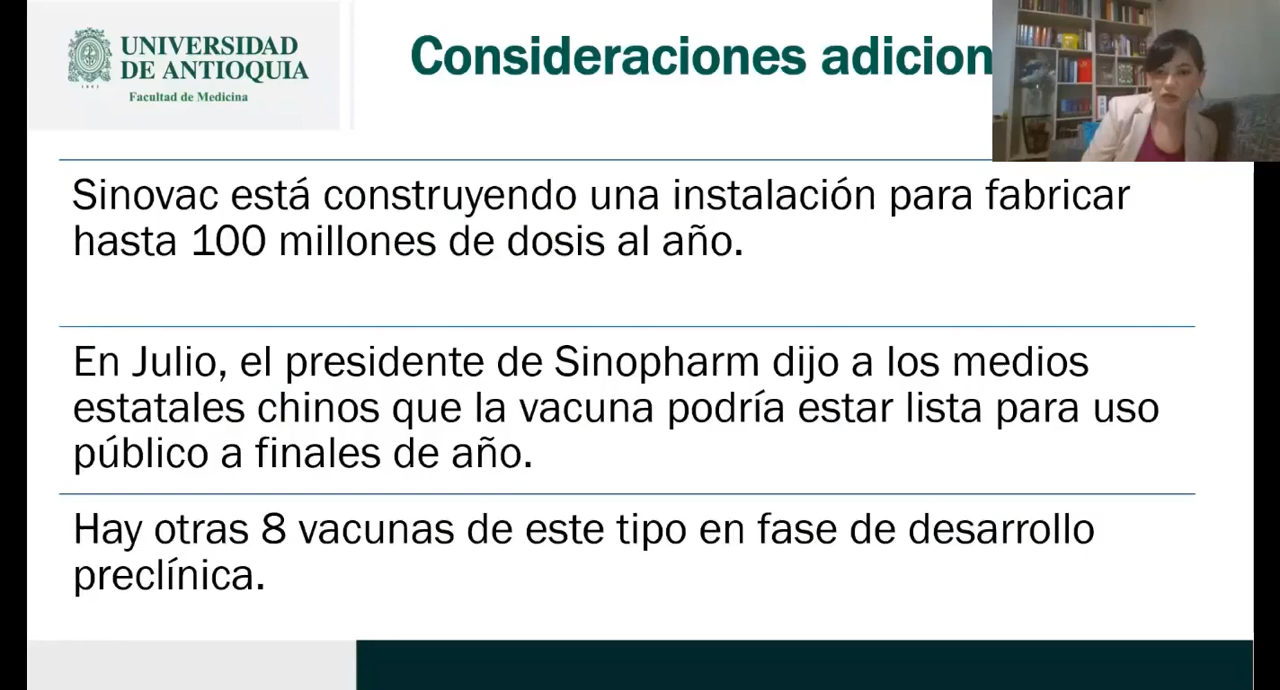 UNIVERSIDAD
DE ANTIOQUIA
1803
Facultad de Medicina
Consideraciones adicion
Sinovac está construyendo una instalación para fabricar
hasta 100 millones de dosis al año.
En Julio, el presidente de Sinopharm dijo a los medios
estatales chinos que la vacuna podría estar lista para uso
público a finales de año.
Hay otras 8 vacunas de este tipo en fase de desarrollo
preclínica.